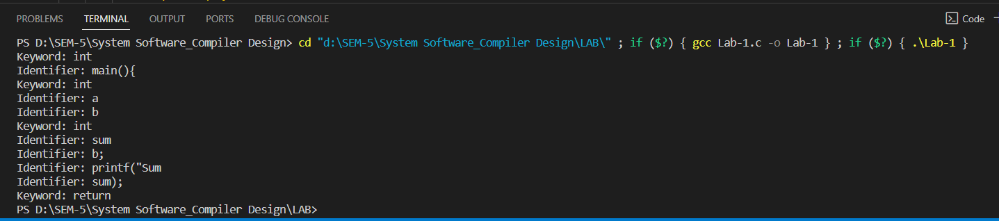 PROBLEMS TERMINAL OUTPUT PORTS DEBUG CONSOLE Code
PS D:\SEM-5\System Software_Compiler Design> cd "d:\SEM-5\System Software_Compiler Design\LAB\" ; if ($?) { gcc Lab-1.c -o Lab-1 } ; if ($?) { .\Lab-1 }
Keyword: int
Identifier: main(){
Keyword: int
Identifier: a
Identifier: b
Keyword: int
Identifier: sum
Identifier: b;
Identifier: printf("Sum
Identifier: sum);
Keyword: return
PS D:\SEM-5\System Software_Compiler Design\LAB>